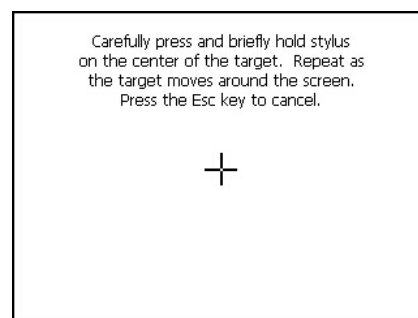 Carefully press and briefly hold stylus
on the center of the target.  Repeat as
the target moves around the screen.
Press the Esc key to cancel.